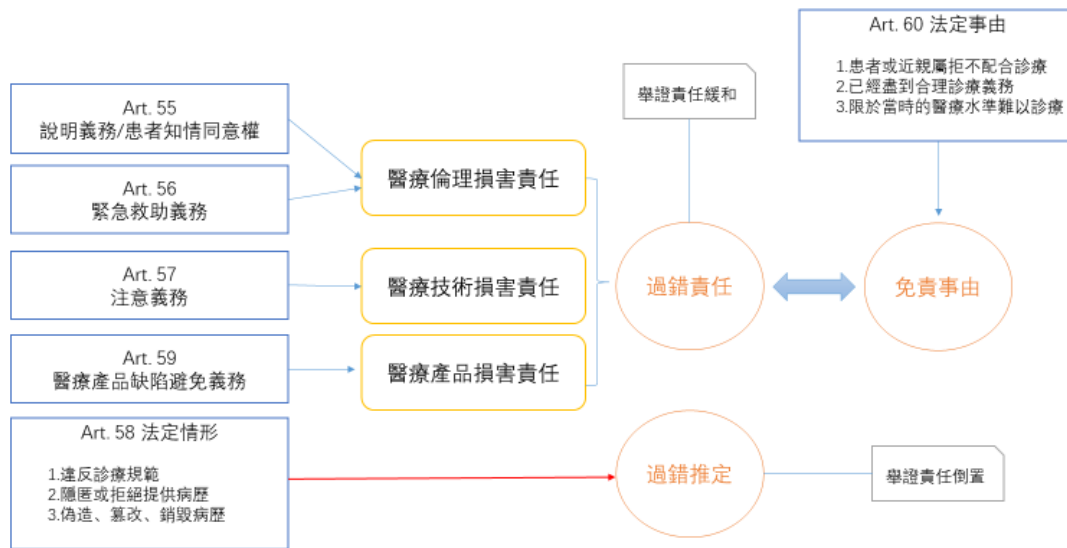 Art. 60 法定事由
1.患者或近親屬拒不配合診療
2.已經盡到合理診療義務
3.限於當時的醫療水準難以診療
舉證責任緩和
Art. 55
說明義務/患者知情同意權
Art. 56
緊急救助義務
醫療倫理損害責任
Art. 57
注意義務
醫療技術損害責任
過錯責任
免責事由
Art. 59
醫療產品缺陷避免義務
醫療產品損害責任
Art. 58 法定情形
1.違反診療規範
2.隱匿或拒絕提供病歷
3.偽造、篡改、銷毀病歷
過錯推定
舉證責任倒置